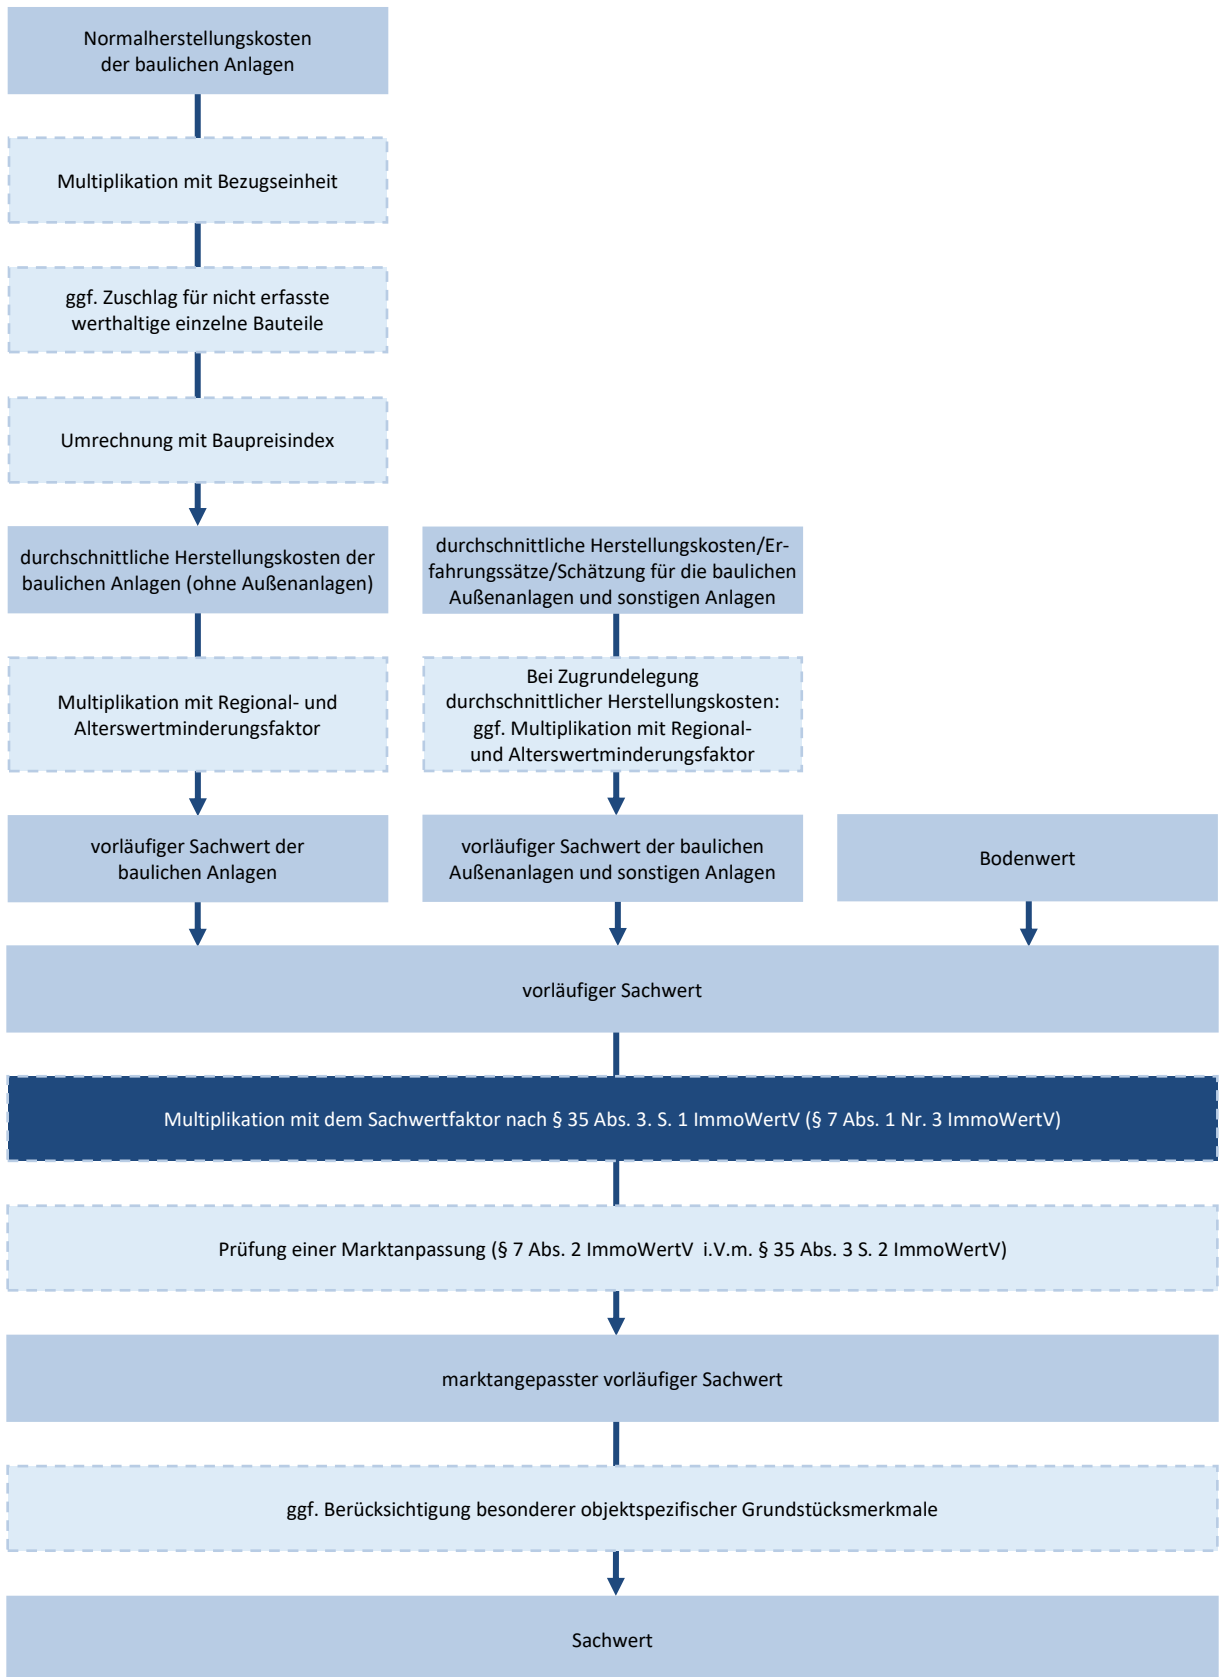 Normalherstellungskosten
der baulichen Anlagen
Multiplikation mit Bezugseinheit
ggf. Zuschlag für nicht erfasste
werthaltige einzelne Bauteile
Umrechnung mit Baupreisindex
durchschnittliche Herstellungskosten der
baulichen Anlagen (ohne Außenanlagen)
durchschnittliche Herstellungskosten/Er-
fahrungssätze/Schätzung für die baulichen
Außenanlagen und sonstigen Anlagen
Multiplikation mit Regional- und
Alterswertminderungsfaktor
Bei Zugrundelegung
durchschnittlicher Herstellungskosten:
ggf. Multiplikation mit Regional-
und Alterswertminderungsfaktor
vorläufiger Sachwert der
baulichen Anlagen
vorläufiger Sachwert der baulichen
Außenanlagen und sonstigen Anlagen
Bodenwert
vorläufiger Sachwert
Multiplikation mit dem Sachwertfaktor nach § 35 Abs. 3. S. 1 ImmoWertV (§ 7 Abs. 1 Nr. 3 ImmoWertV)
Prüfung einer Marktanpassung (§ 7 Abs. 2 ImmoWertV i.V.m. § 35 Abs. 3 S. 2 ImmoWertV)
marktangepasster vorläufiger Sachwert
ggf. Berücksichtigung besonderer objektspezifischer Grundstücksmerkmale
Sachwert